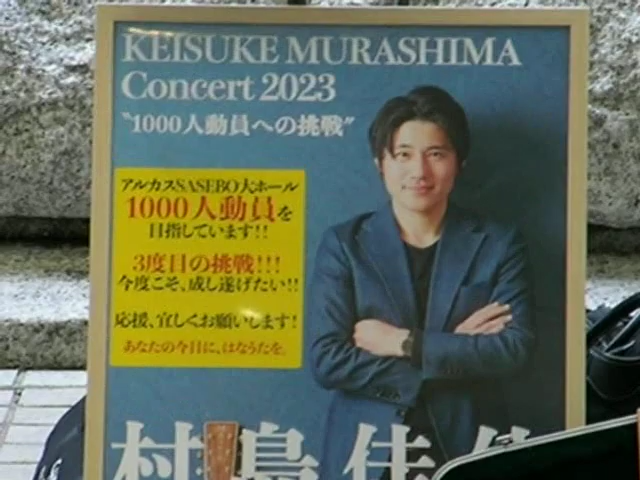 KEISUKE MURASHIMA
Concert 2023
"1000人動員への挑戦"
アルカスSASEBO大ホール
1000人動員を
目指しています!!
3度目の挑戦!!!
今度こそ、成し遂げたい!!
応援、宜しくお願いします!
あなたの今日に、はなうたを。
村島佳